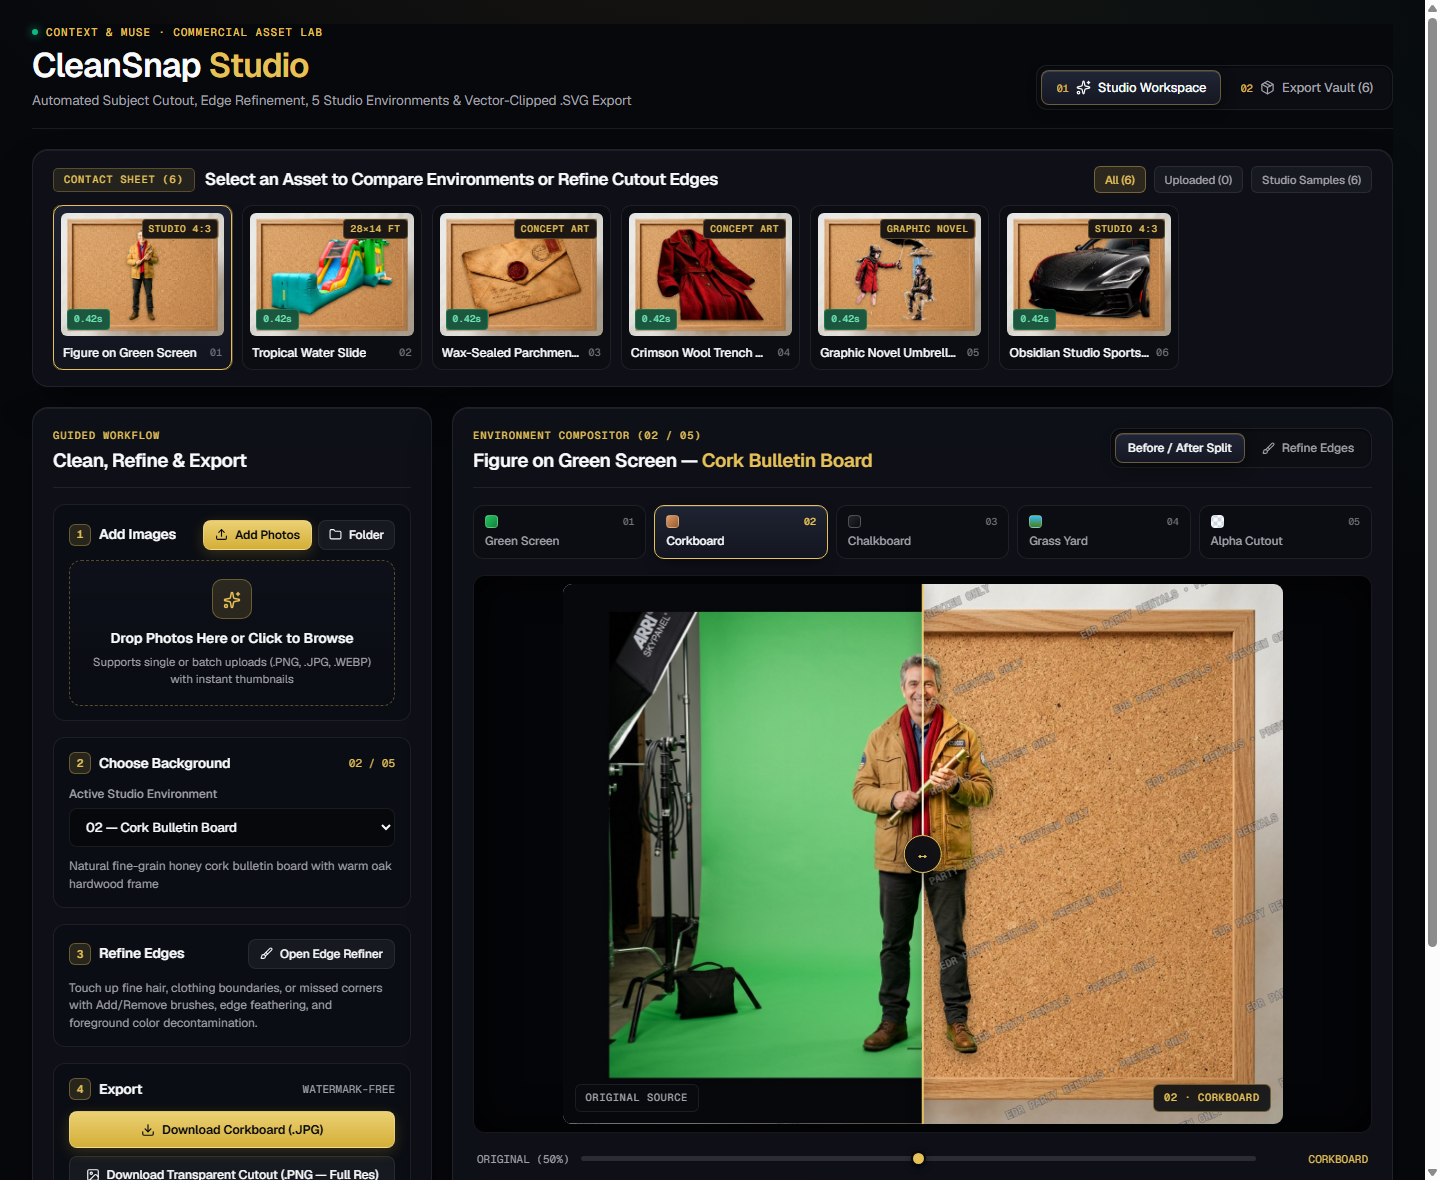 CONTEXT & MUSE · COMMERCIAL ASSET LAB
CleanSnap Studio
Automated Subject Cutout, Edge Refinement, 5 Studio Environments & Vector-Clipped .SVG Export
01 Studio Workspace
02 Export Vault (6)
CONTACT SHEET (6)
Select an Asset to Compare Environments or Refine Cutout Edges
All (6)
Uploaded (0)
Studio Samples (6)
STUDIO 4:3
0.42s
Figure on Green Screen 01
28×14 FT
0.42s
Tropical Water Slide 02
CONCEPT ART
0.42s
Wax-Sealed Parchmen... 03
CONCEPT ART
0.42s
Crimson Wool Trench ... 04
GRAPHIC NOVEL
0.42s
Graphic Novel Umbrell... 05
STUDIO 4:3
0.42s
Obsidian Studio Sports... 06
GUIDED WORKFLOW
Clean, Refine & Export
1 Add Images
Add Photos
Folder
Drop Photos Here or Click to Browse
Supports single or batch uploads (.PNG, .JPG, .WEBP)
with instant thumbnails
2 Choose Background
02 / 05
Active Studio Environment
02 — Cork Bulletin Board
Natural fine-grain honey cork bulletin board with warm oak
hardwood frame
3 Refine Edges
Open Edge Refiner
Touch up fine hair, clothing boundaries, or missed corners
with Add/Remove brushes, edge feathering, and
foreground color decontamination.
4 Export
WATERMARK-FREE
Download Corkboard (.JPG)
Download Transparent Cutout (.PNG — Full Res)
ENVIRONMENT COMPOSITOR (02 / 05)
Figure on Green Screen — Cork Bulletin Board
Before / After Split
Refine Edges
01
Green Screen
02
Corkboard
03
Chalkboard
04
Grass Yard
05
Alpha Cutout
ARRI
SKYPANEL
EDR PARTY RENTALS • PREVIEW ONLY
↔
ORIGINAL SOURCE
02 · CORKBOARD
ORIGINAL (50%)
CORKBOARD